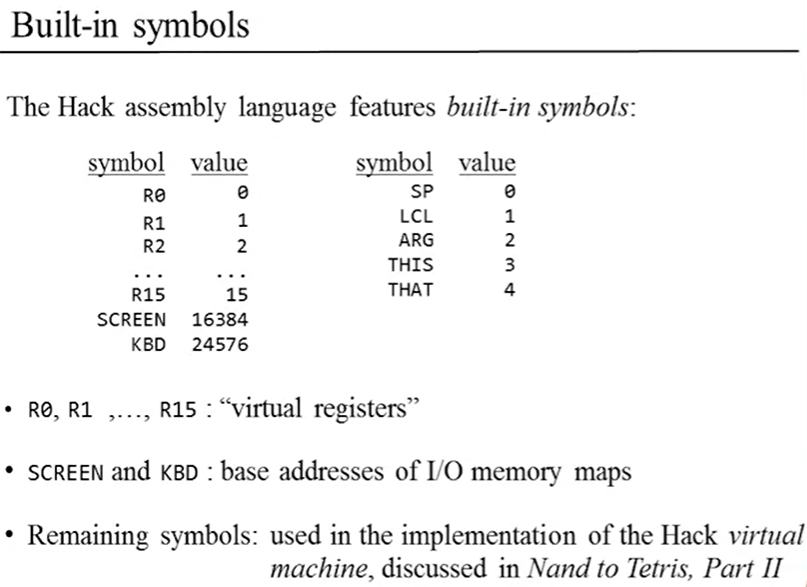 Built-in symbols
The Hack assembly language features built-in symbols:
symbol value symbol value
R0 0 SP 0
R1 1 LCL 1
R2 2 ARG 2
... ... THIS 3
R15 15 THAT 4
SCREEN 16384
KBD 24576
• R0, R1 ,..., R15 : “virtual registers”
• SCREEN and KBD : base addresses of I/O memory maps
• Remaining symbols: used in the implementation of the Hack virtual
machine, discussed in Nand to Tetris, Part II